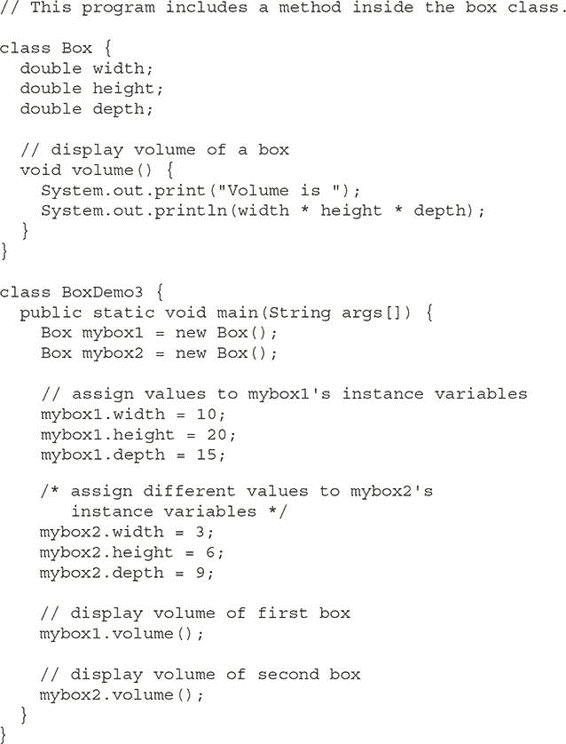 // This program includes a method inside the box class.

class Box {
  double width;
  double height;
  double depth;

  // display volume of a box
  void volume() {
    System.out.print("Volume is ");
    System.out.println(width * height * depth);
  }
}

class BoxDemo3 {
  public static void main(String args[]) {
    Box mybox1 = new Box();
    Box mybox2 = new Box();

    // assign values to mybox1's instance variables
    mybox1.width = 10;
    mybox1.height = 20;
    mybox1.depth = 15;

    /* assign different values to mybox2's
       instance variables */
    mybox2.width = 3;
    mybox2.height = 6;
    mybox2.depth = 9;

    // display volume of first box
    mybox1.volume();

    // display volume of second box
    mybox2.volume();
  }
}